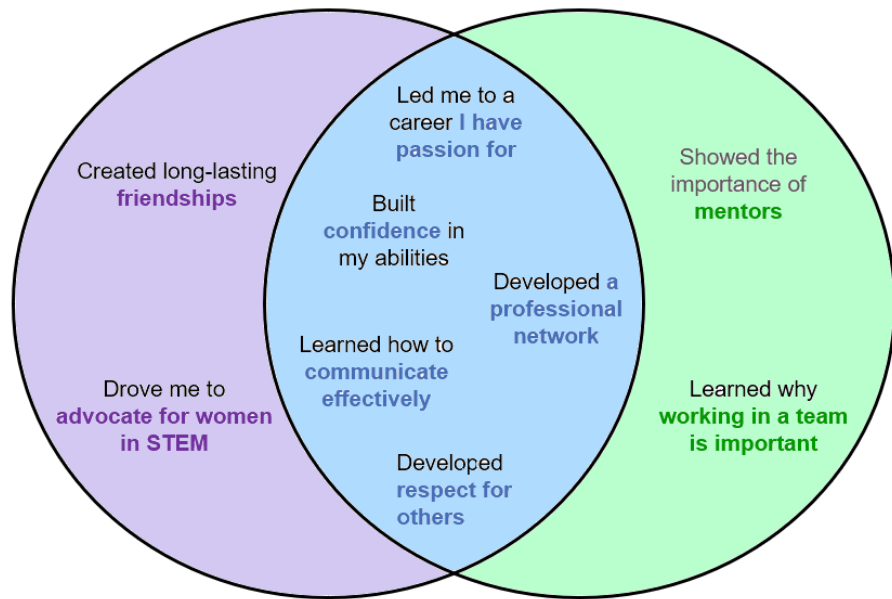 Led me to a
career I have
passion for
Created long-lasting
friendships
Showed the
importance of
mentors
Built
confidence in
my abilities
Developed a
professional
network
Learned how to
communicate
effectively
Drove me to
advocate for women
in STEM
Learned why
working in a team
is important
Developed
respect for
others